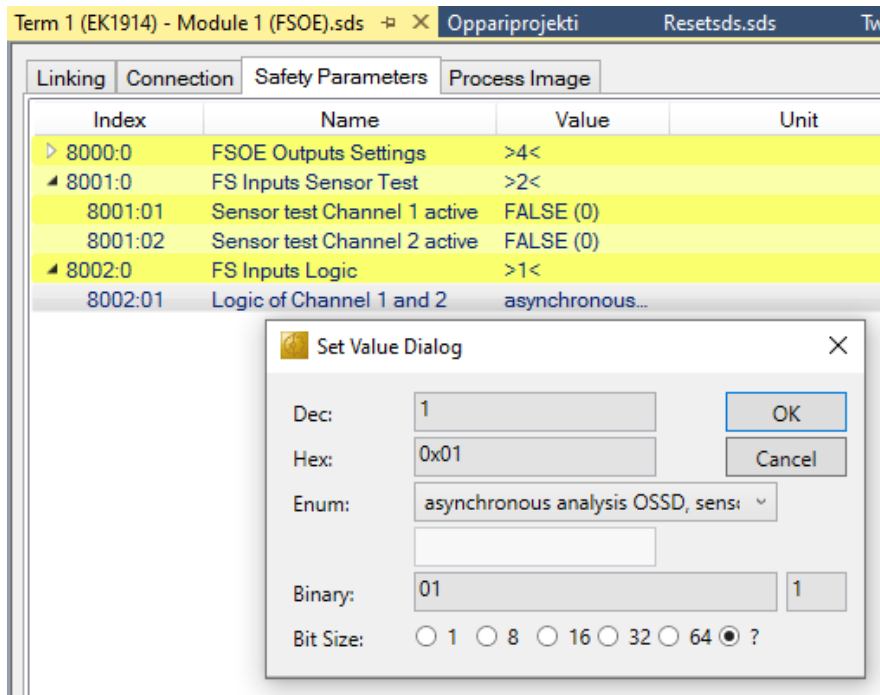 Term 1 (EK1914) - Module 1 (FSOE).sds Oppariprojekti Resetsds.sds Tw
Linking Connection Safety Parameters Process Image
Index Name Value Unit
8000:0 FSOE Outputs Settings >4<
8001:0 FS Inputs Sensor Test >2<
8001:01 Sensor test Channel 1 active FALSE (0)
8001:02 Sensor test Channel 2 active FALSE (0)
8002:0 FS Inputs Logic >1<
8002:01 Logic of Channel 1 and 2 asynchronous...
Set Value Dialog
Dec: 1 OK
Hex: 0x01 Cancel
Enum: asynchronous analysis OSSD, sens
Binary: 01 1
Bit Size: 1 8 16 32 64 ?